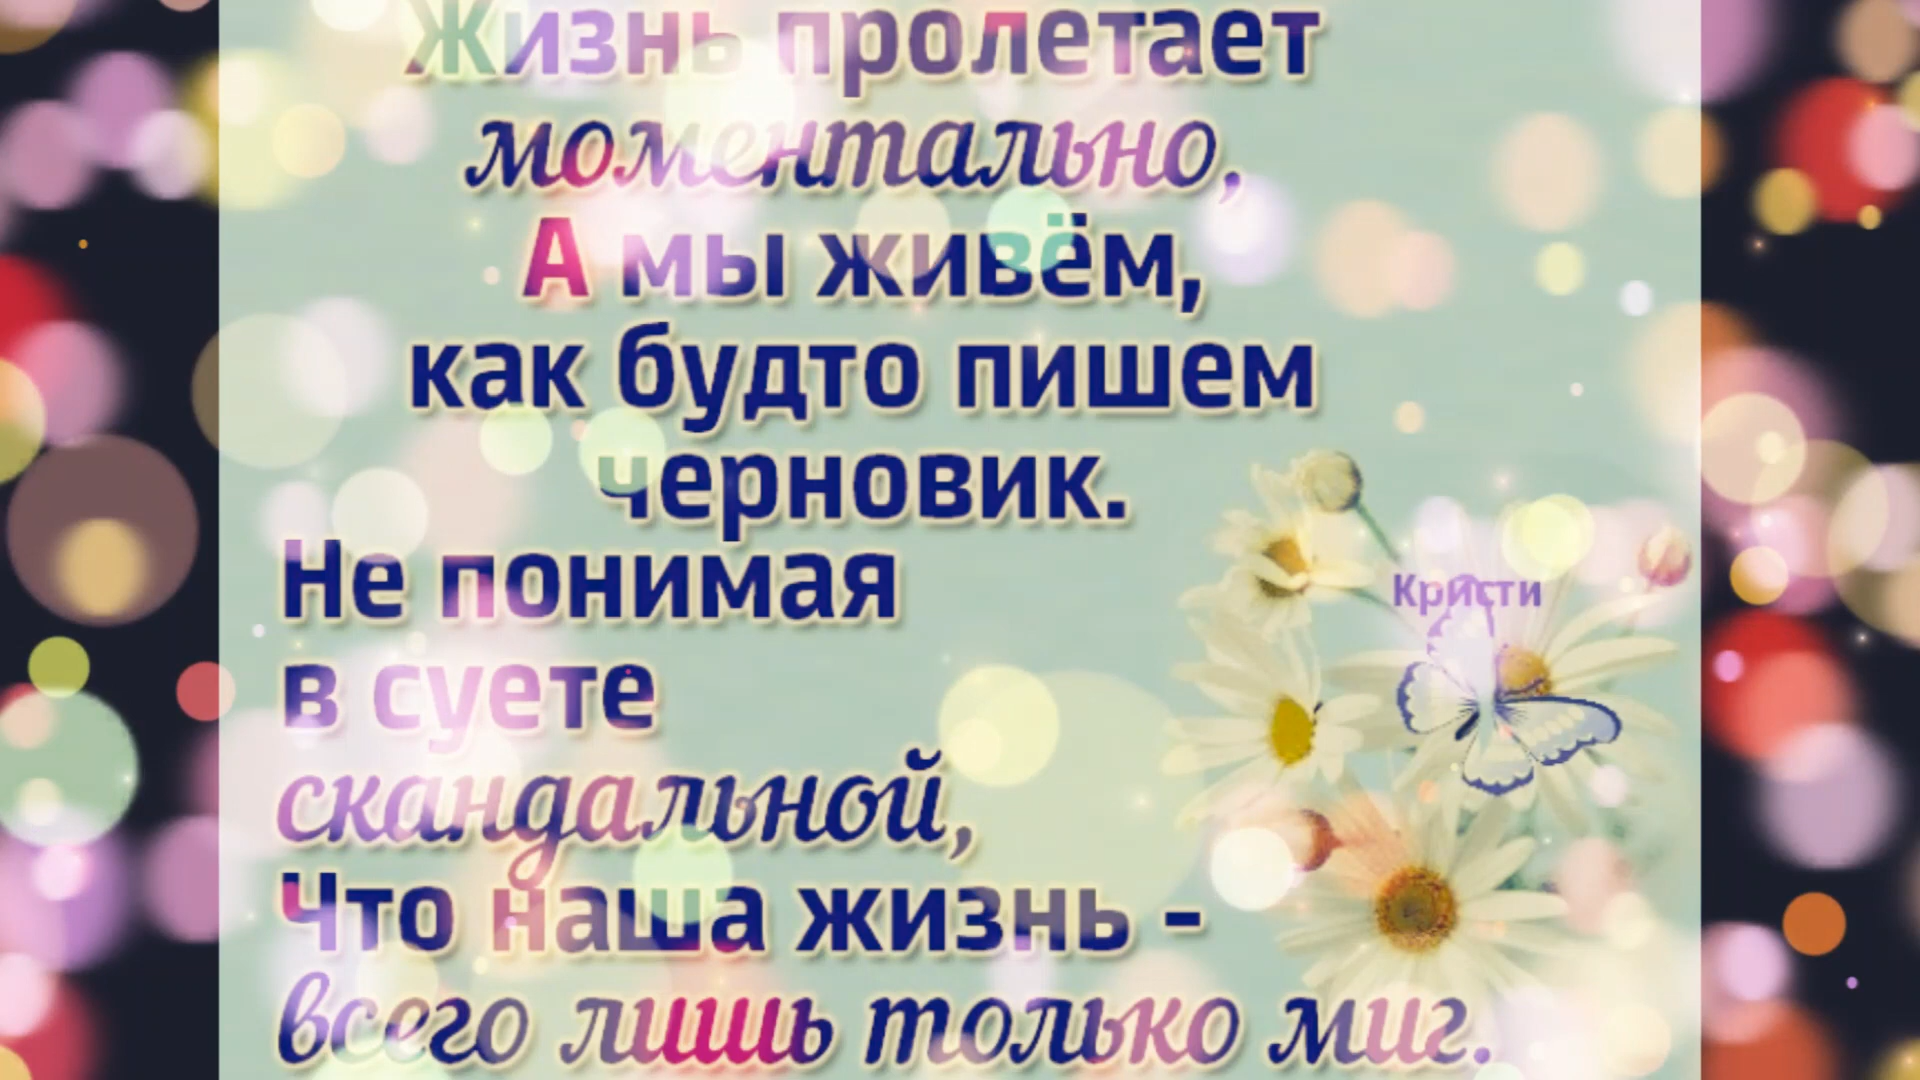 Жизнь пролетает
моментально,
А мы живём,
как будто пишем
черновик.
Не понимая
в суете
скандальной,
Что наша жизнь -
всего лишь только миг.
Кристи